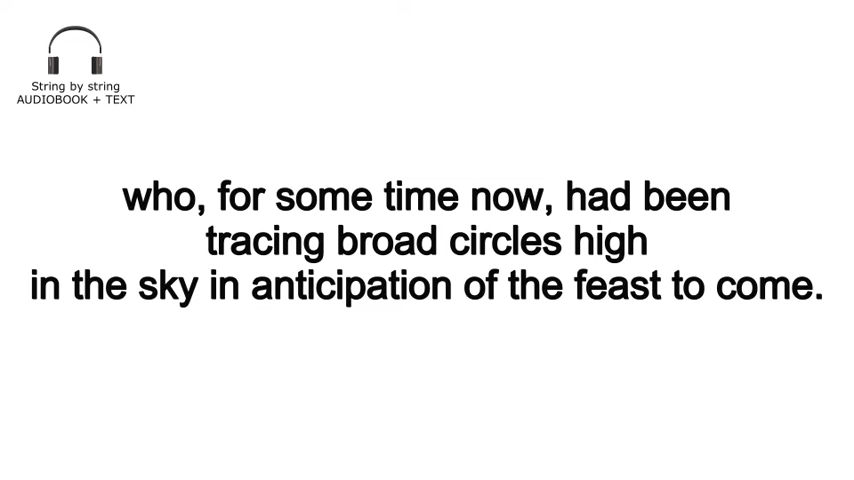 String by string
AUDIOBOOK + TEXT
who, for some time now, had been
tracing broad circles high
in the sky in anticipation of the feast to come.